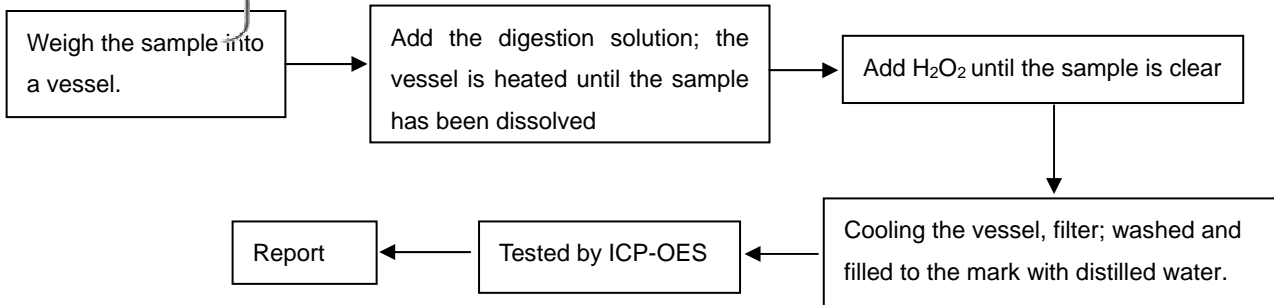 Weigh the sample into
a vessel.
Add the digestion solution; the
vessel is heated until the sample
has been dissolved
Add H₂O₂ until the sample is clear
Cooling the vessel, filter; washed and
filled to the mark with distilled water.
Tested by ICP-OES
Report